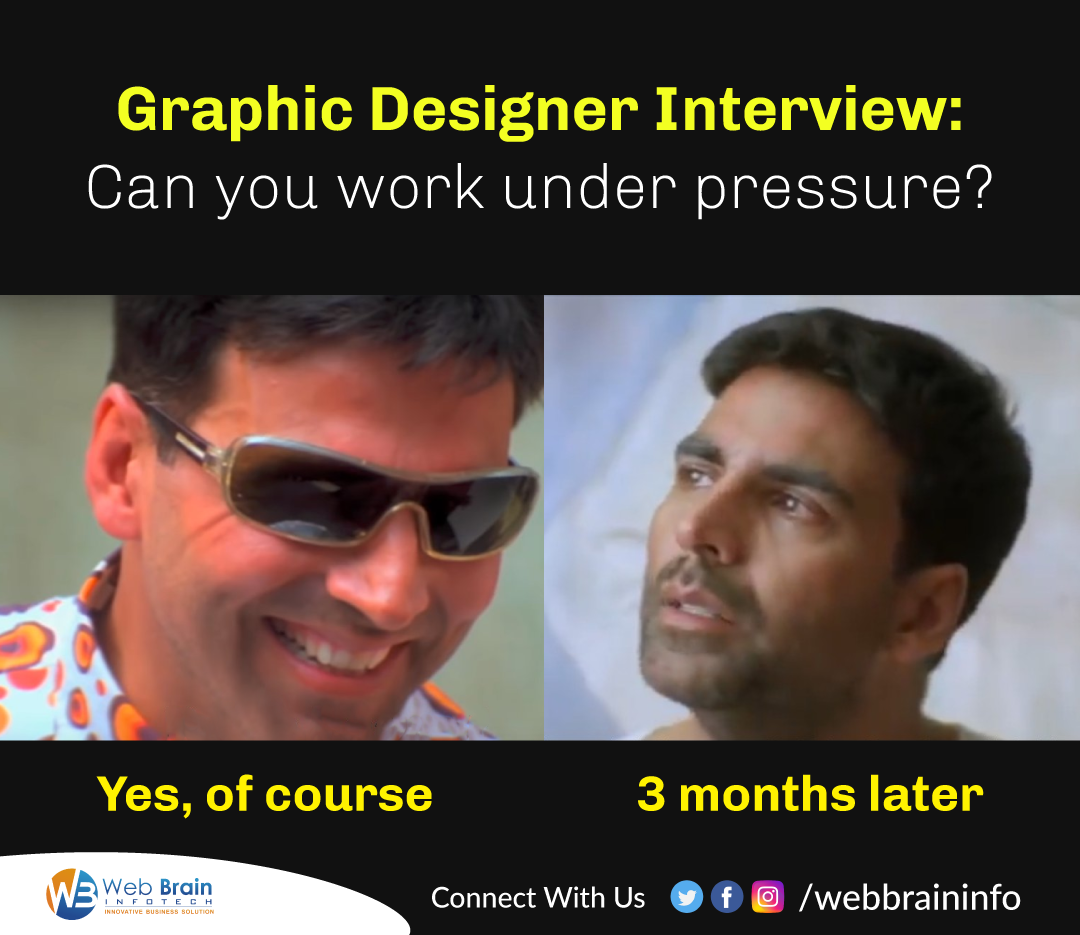 Graphic Designer Interview:
Can you work under pressure?
Yes, of course
3 months later
WB
Web Brain
INFOTECH
INNOVATIVE BUSINESS SOLUTION
Connect With Us
/webbraininfo